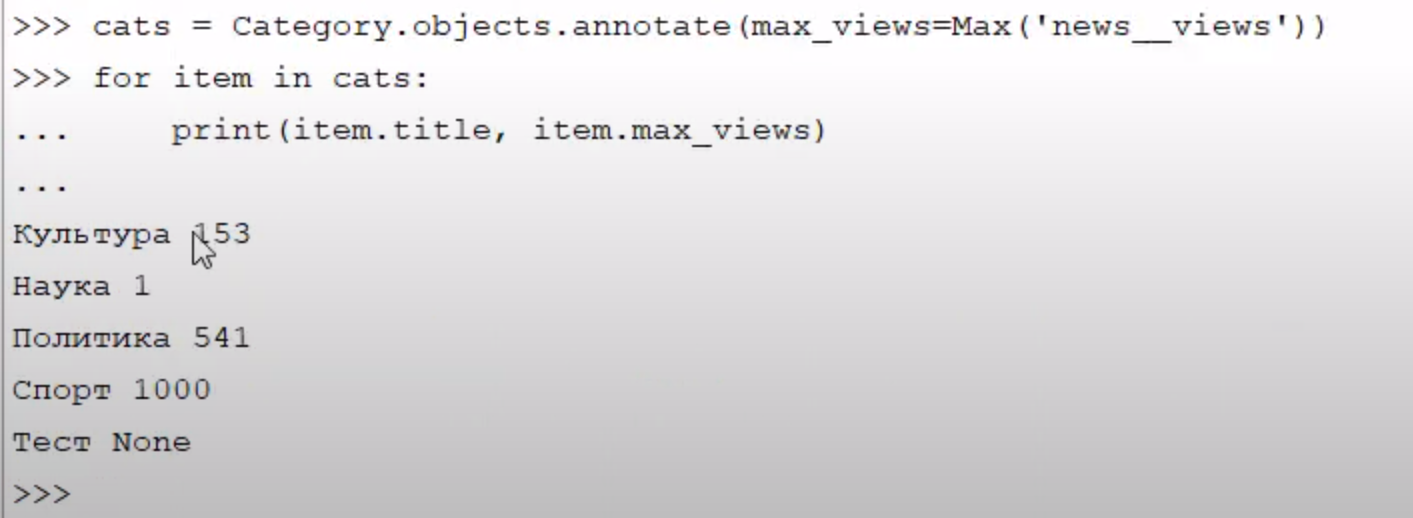 >>> cats = Category.objects.annotate(max_views=Max('news__views'))
>>> for item in cats:
...     print(item.title, item.max_views)
...
Культура 153
Наука 1
Политика 541
Спорт 1000
Тест None
>>>